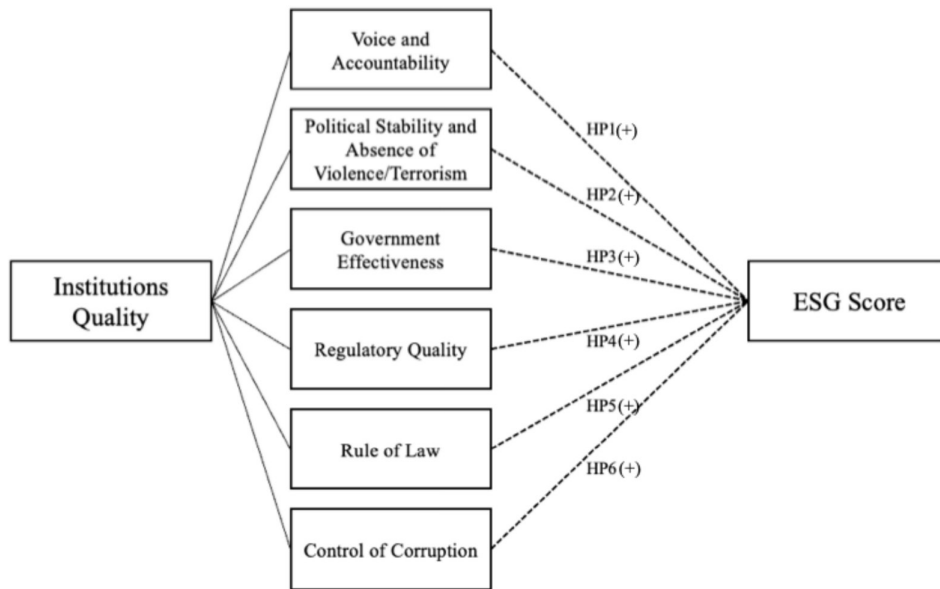 Voice and
Accountability
HP1(+)
Political Stability and
Absence of
Violence/Terrorism
HP2(+)
Government
Effectiveness
HP3(+)
Institutions
Quality
ESG Score
Regulatory Quality
HP4(+)
Rule of Law
HP5(+)
HP6(+)
Control of Corruption